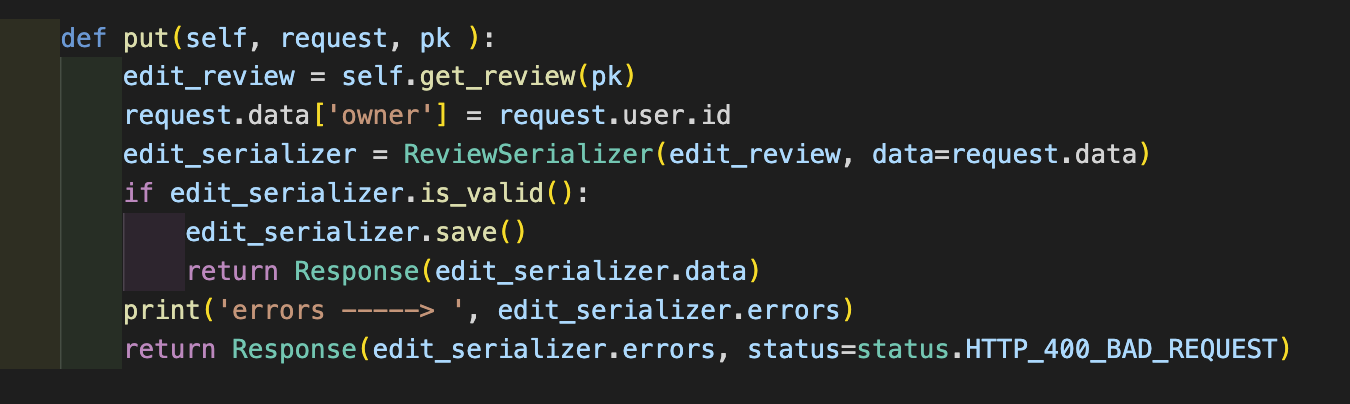 def put(self, request, pk ):
edit_review = self.get_review(pk)
request.data['owner'] = request.user.id
edit_serializer = ReviewSerializer(edit_review, data=request.data)
if edit_serializer.is_valid():
edit_serializer.save()
return Response(edit_serializer.data)
print('errors -----> ', edit_serializer.errors)
return Response(edit_serializer.errors, status=status.HTTP_400_BAD_REQUEST)